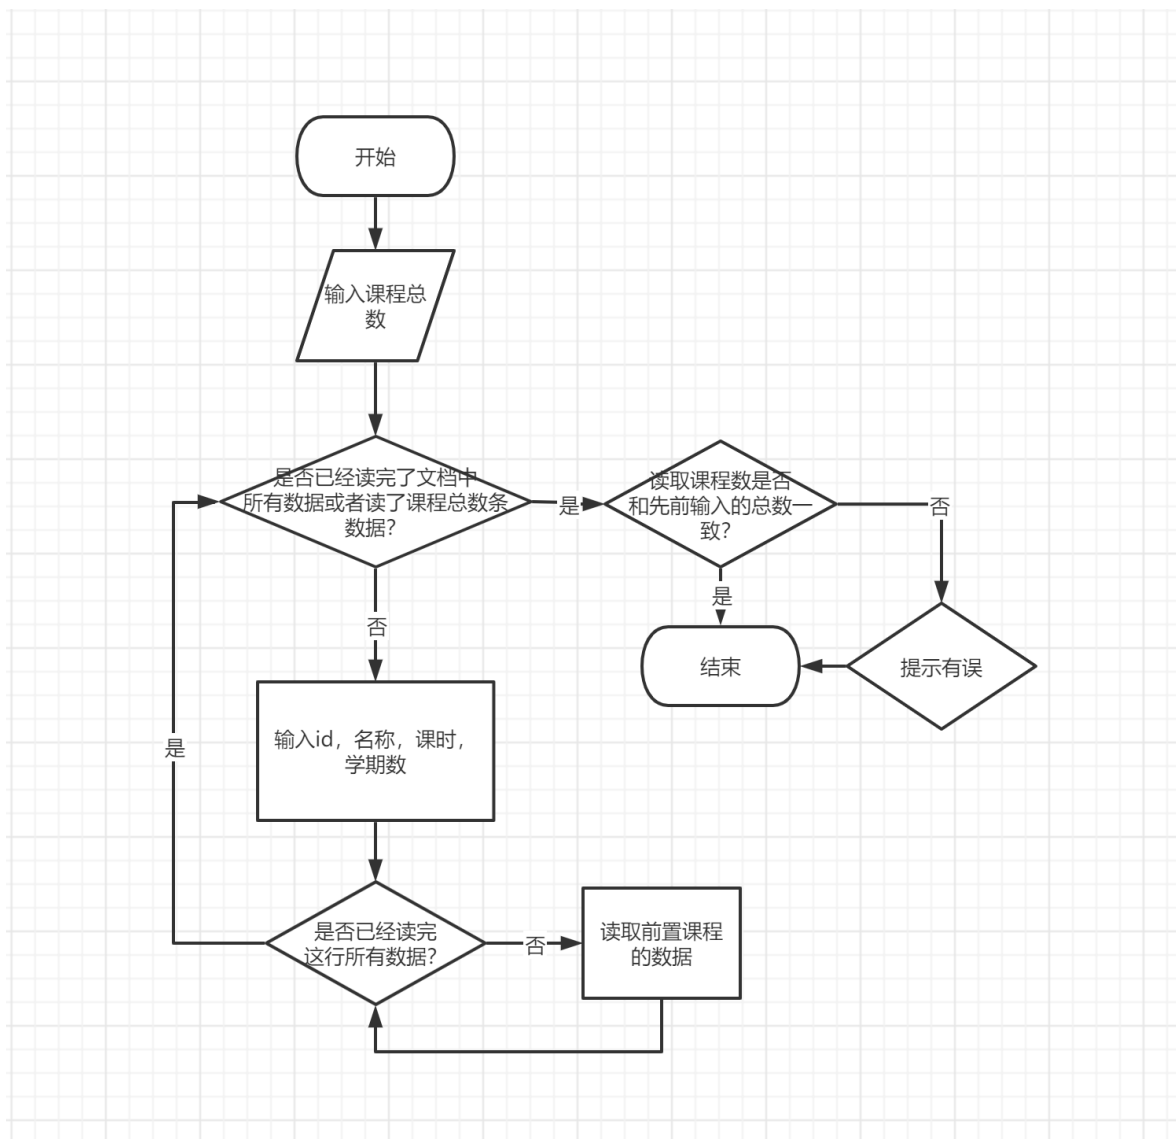 开始
输入课程总
数
是否已经读完了文档中
所有数据或者读了课程总数条
数据？
是
读取课程数是否
和先前输入的总数一
致？
否
是
否
结束
提示有误
输入id，名称，课时，
学期数
是
是否已经读完
这行所有数据？
否
读取前置课程
的数据